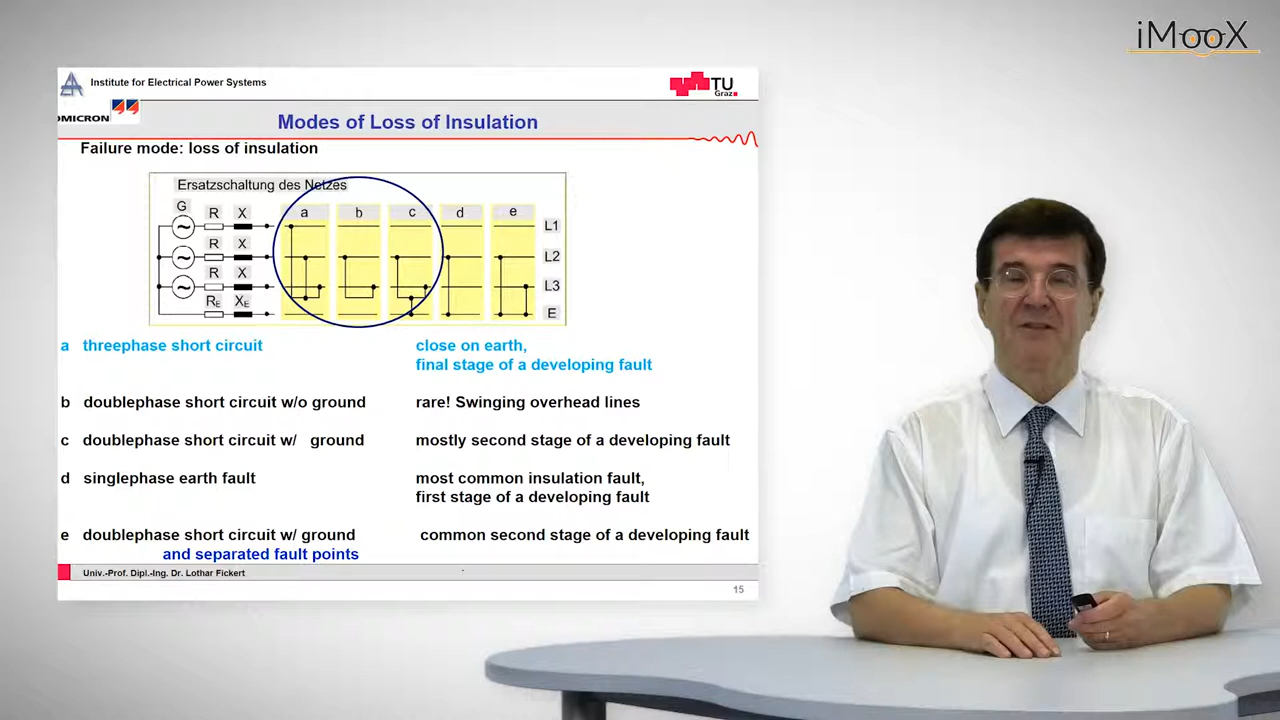 iMooX
Institute for Electrical Power Systems
TU
Graz
OMICRON
Modes of Loss of Insulation
Failure mode: loss of insulation
Ersatzschaltung des Netzes
G R X a b c d e L1
R X L2
R X L3
RE XE E
a threephase short circuit close on earth,
final stage of a developing fault
b doublephase short circuit w/o ground rare! Swinging overhead lines
c doublephase short circuit w/ ground mostly second stage of a developing fault
d singlephase earth fault most common insulation fault,
first stage of a developing fault
e doublephase short circuit w/ ground common second stage of a developing fault
and separated fault points
Univ.-Prof. Dipl.-Ing. Dr. Lothar Fickert
15